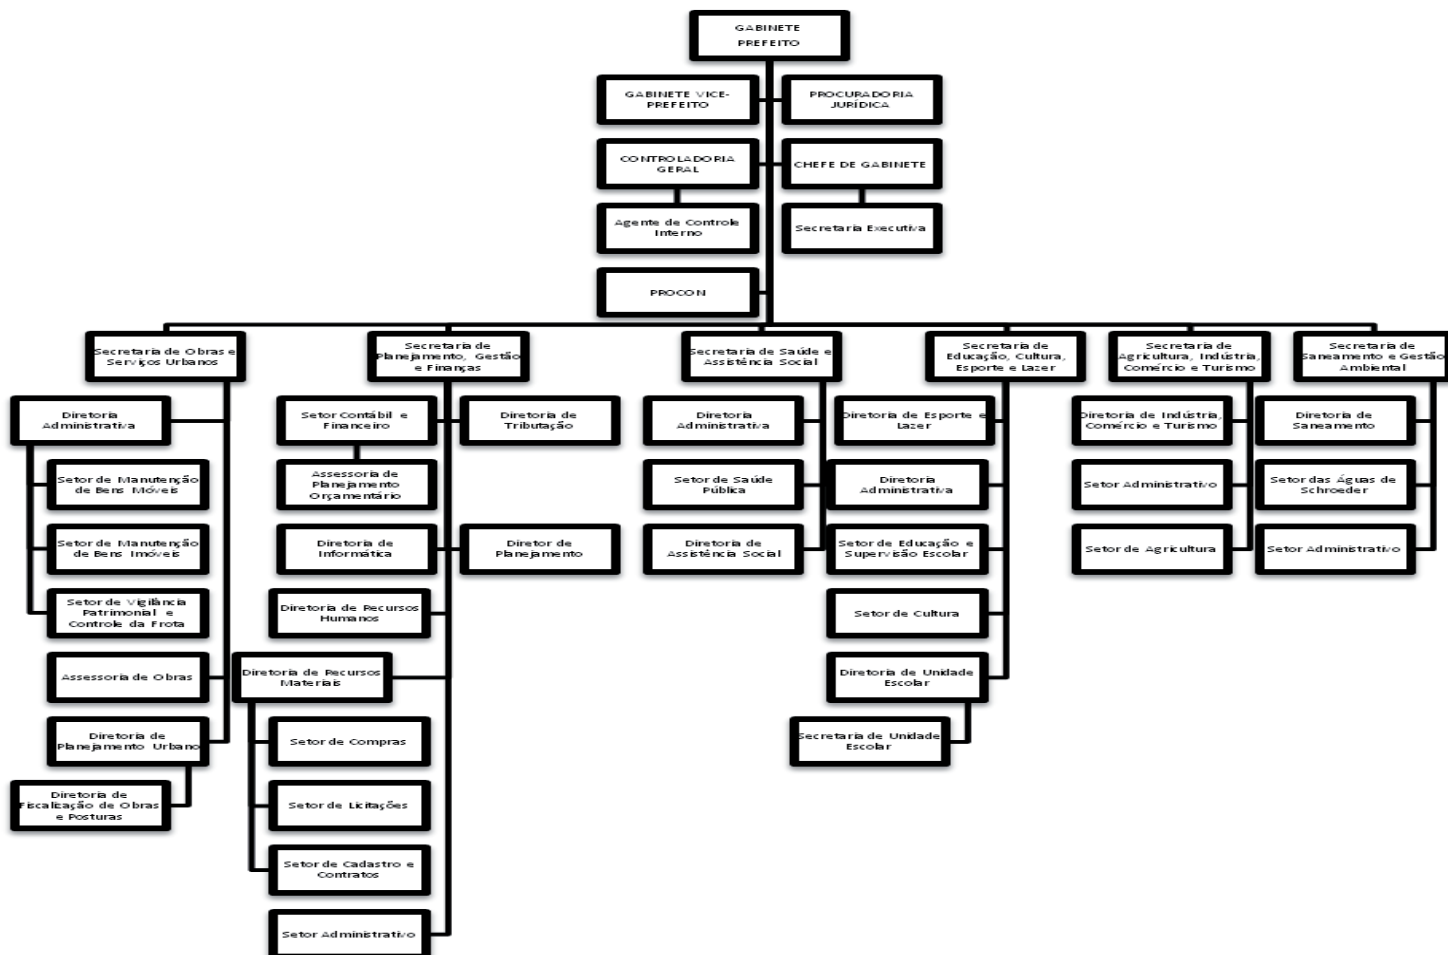 GABINETE
PREFEITO
GABINETE VICE-
PREFEITO
PROCURADORIA
JURÍDICA
CONTROLADORIA
GERAL
CHEFE DE GABINETE
Agente de Controle
Interno
Secretaria Executiva
PROCON
Secretaria de Obras e
Serviços Urbanos
Secretaria de
Planejamento, Gestão
e Finanças
Secretaria de Saúde e
Assistência Social
Secretaria de
Educação, Cultura,
Esporte e Lazer
Secretaria de
Agricultura, Indústria,
Comércio e Turismo
Secretaria de
Saneamento e Gestão
Ambiental
Diretoria
Administrativa
Setor de Manutenção
de Bens Móveis
Setor de Manutenção
de Bens Imóveis
Setor de Vigilância
Patrimonial e
Controle da Frota
Assessoria de Obras
Diretoria de
Planejamento Urbano
Diretoria de
Fiscalização de Obras
e Posturas
Setor Contábil e
Financeiro
Diretoria de
Tributação
Assessoria de
Planejamento
Orçamentário
Diretoria de
Informática
Diretor de
Planejamento
Diretoria de Recursos
Humanos
Diretoria de Recursos
Materiais
Setor de Compras
Setor de Licitações
Setor de Cadastro e
Contratos
Setor Administrativo
Diretoria
Administrativa
Setor de Saúde
Pública
Diretoria de
Assistência Social
Diretoria de Esporte e
Lazer
Diretoria
Administrativa
Setor de Educação e
Supervisão Escolar
Setor de Cultura
Diretoria de Unidade
Escolar
Secretaria de Unidade
Escolar
Diretoria de Indústria,
Comércio e Turismo
Setor Administrativo
Setor de Agricultura
Diretoria de
Saneamento
Setor das Águas de
Schroeder
Setor Administrativo